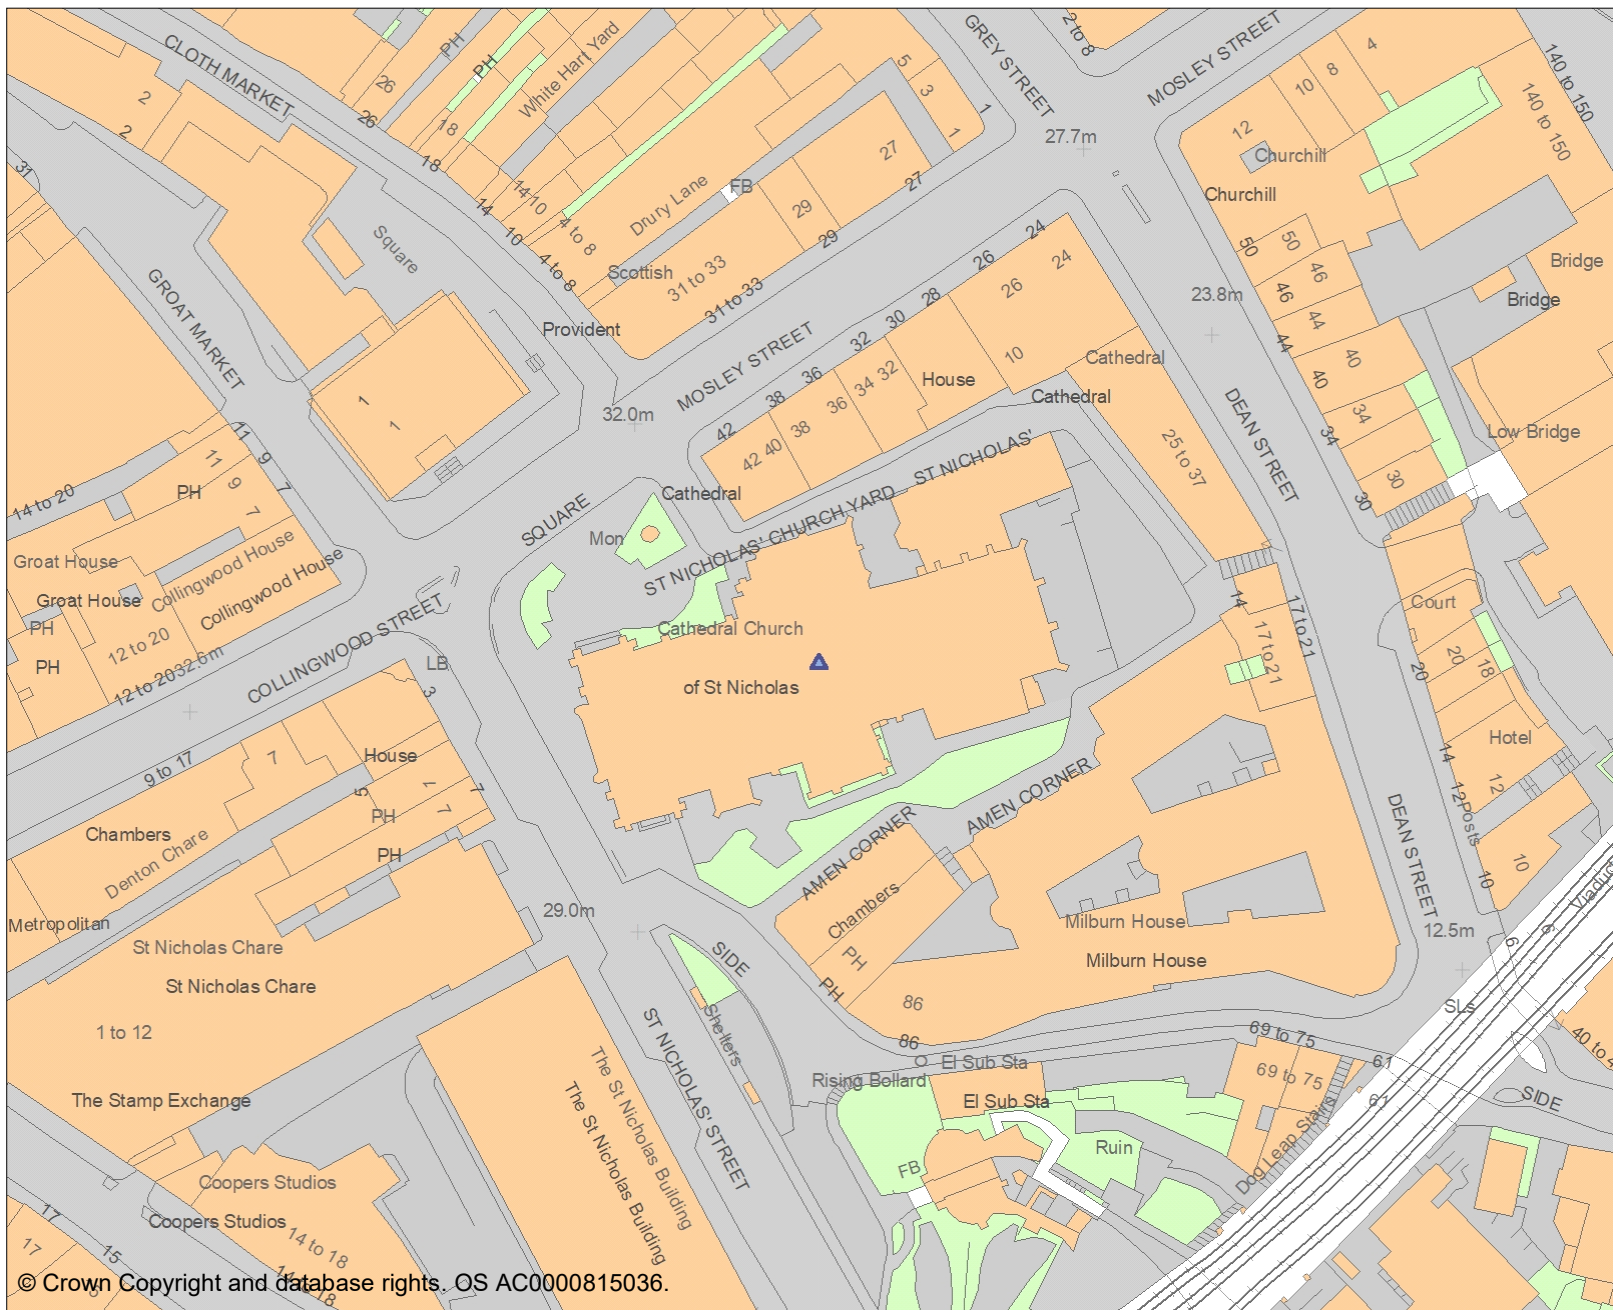 CLOTH MARKET
PH
PH
White Hart Yard
GREY STREET
2 to 8
MOSLEY STREET
4
8
10
12
140 to 150
140 to 150
2
2
26
26
18
18
5
3
1
1
27.7m
Churchill
Churchill
31
14
14
10
10
4 to 8
4 to 8
Drury Lane
FB
27
27
29
29
Square
Scottish
31 to 33
31 to 33
Provident
24
24
26
26
28
30
32
50
50
46
46
44
44
40
40
34
34
30
30
23.8m
Bridge
Bridge
GROAT MARKET
MOSLEY STREET
32.0m
1
1
10
House
Cathedral
Cathedral
36
38
42
42
40
38
36
34
32
DEAN STREET
Low Bridge
25 to 37
11
11
9
9
7
7
14 to 20
PH
SQUARE
Cathedral
Mon
ST NICHOLAS' CHURCH YARD
ST NICHOLAS'
Groat House
Groat House
Collingwood House
Collingwood House
PH
PH
12 to 20
12 to 20
32.6m
COLLINGWOOD STREET
LB
Cathedral Church
of St Nicholas
14
17 to 21
17 to 21
Court
20
20
18
Hotel
14
12
12
Posts
10
10
3
9 to 17
7
House
5
7
7
7
PH
PH
Chambers
Denton Chare
Metropolitan
St Nicholas Chare
St Nicholas Chare
1 to 12
The Stamp Exchange
29.0m
AMEN CORNER
AMEN CORNER
Chambers
PH
PH
Milburn House
Milburn House
DEAN STREET
12.5m
Viaduct
6
6
SLs
SIDE
86
86
69 to 75
69 to 75
61
61
40 to 4
SIDE
ST NICHOLAS' STREET
Shelters
The St Nicholas Building
The St Nicholas Building
Rising Bollard
El Sub Sta
El Sub Sta
Ruin
FB
Dog Leap Stairs
Coopers Studios
Coopers Studios
14 to 18
14 to 18
17
17
15
15
© Crown Copyright and database rights. OS AC0000815036.